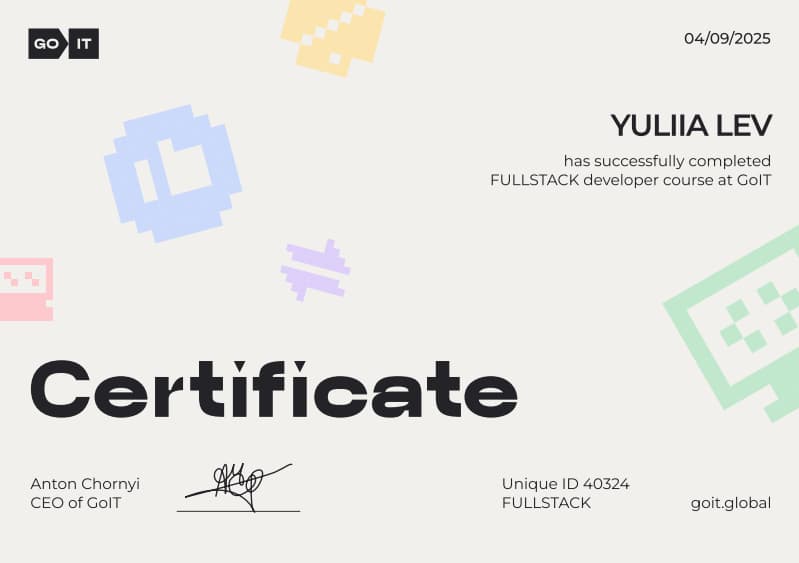 GO IT
04/09/2025
YULIIA LEV
has successfully completed
FULLSTACK developer course at GoIT
Certificate
Anton Chornyi
CEO of GoIT
Unique ID 40324
FULLSTACK
goit.global